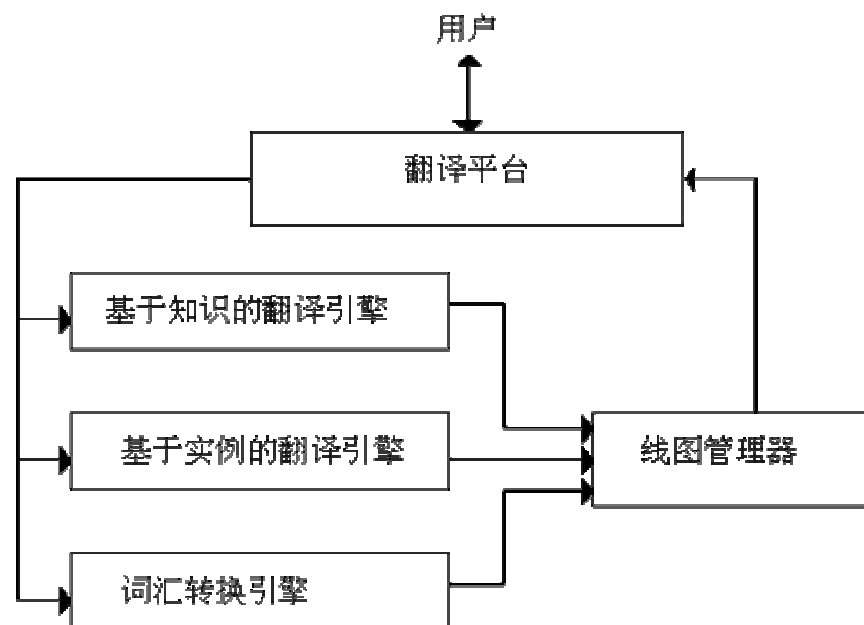 用户
翻译平台
基于知识的翻译引擎
基于实例的翻译引擎
线图管理器
词汇转换引擎